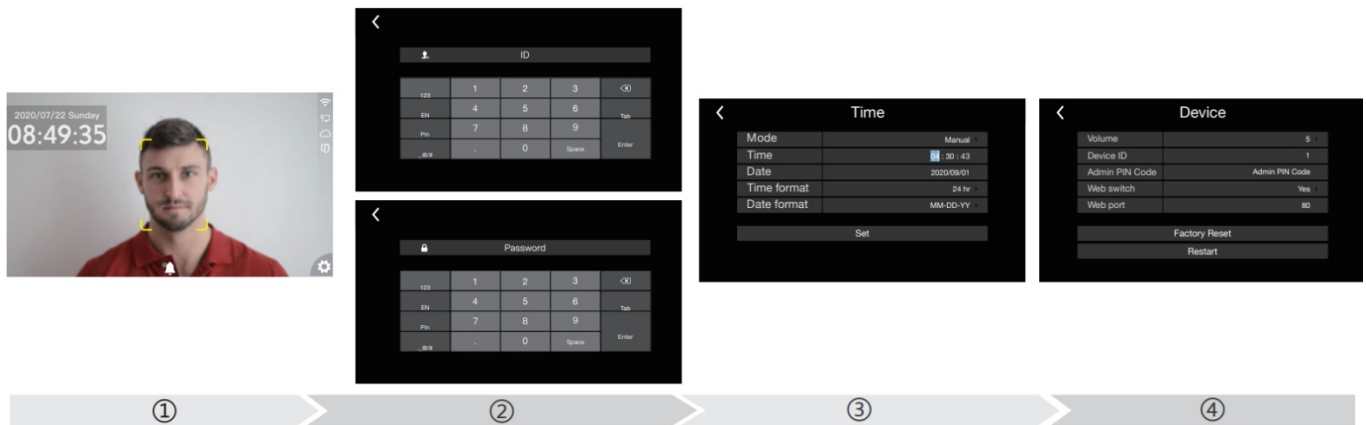 2020/07/22 Sunday
08:49:35
ID
123 1 2 3
EN 4 5 6 Tab
Pin 7 8 9
_@/# . 0 Space Enter
Password
123 1 2 3
EN 4 5 6 Tab
Pin 7 8 9
_@/# . 0 Space Enter
Time
Mode Manual
Time 04 : 30 : 43
Date 2020/09/01
Time format 24 hr
Date format MM-DD-YY
Set
Device
Volume 5
Device ID 1
Admin PIN Code Admin PIN Code
Web switch Yes
Web port 80
Factory Reset
Restart
① ② ③ ④